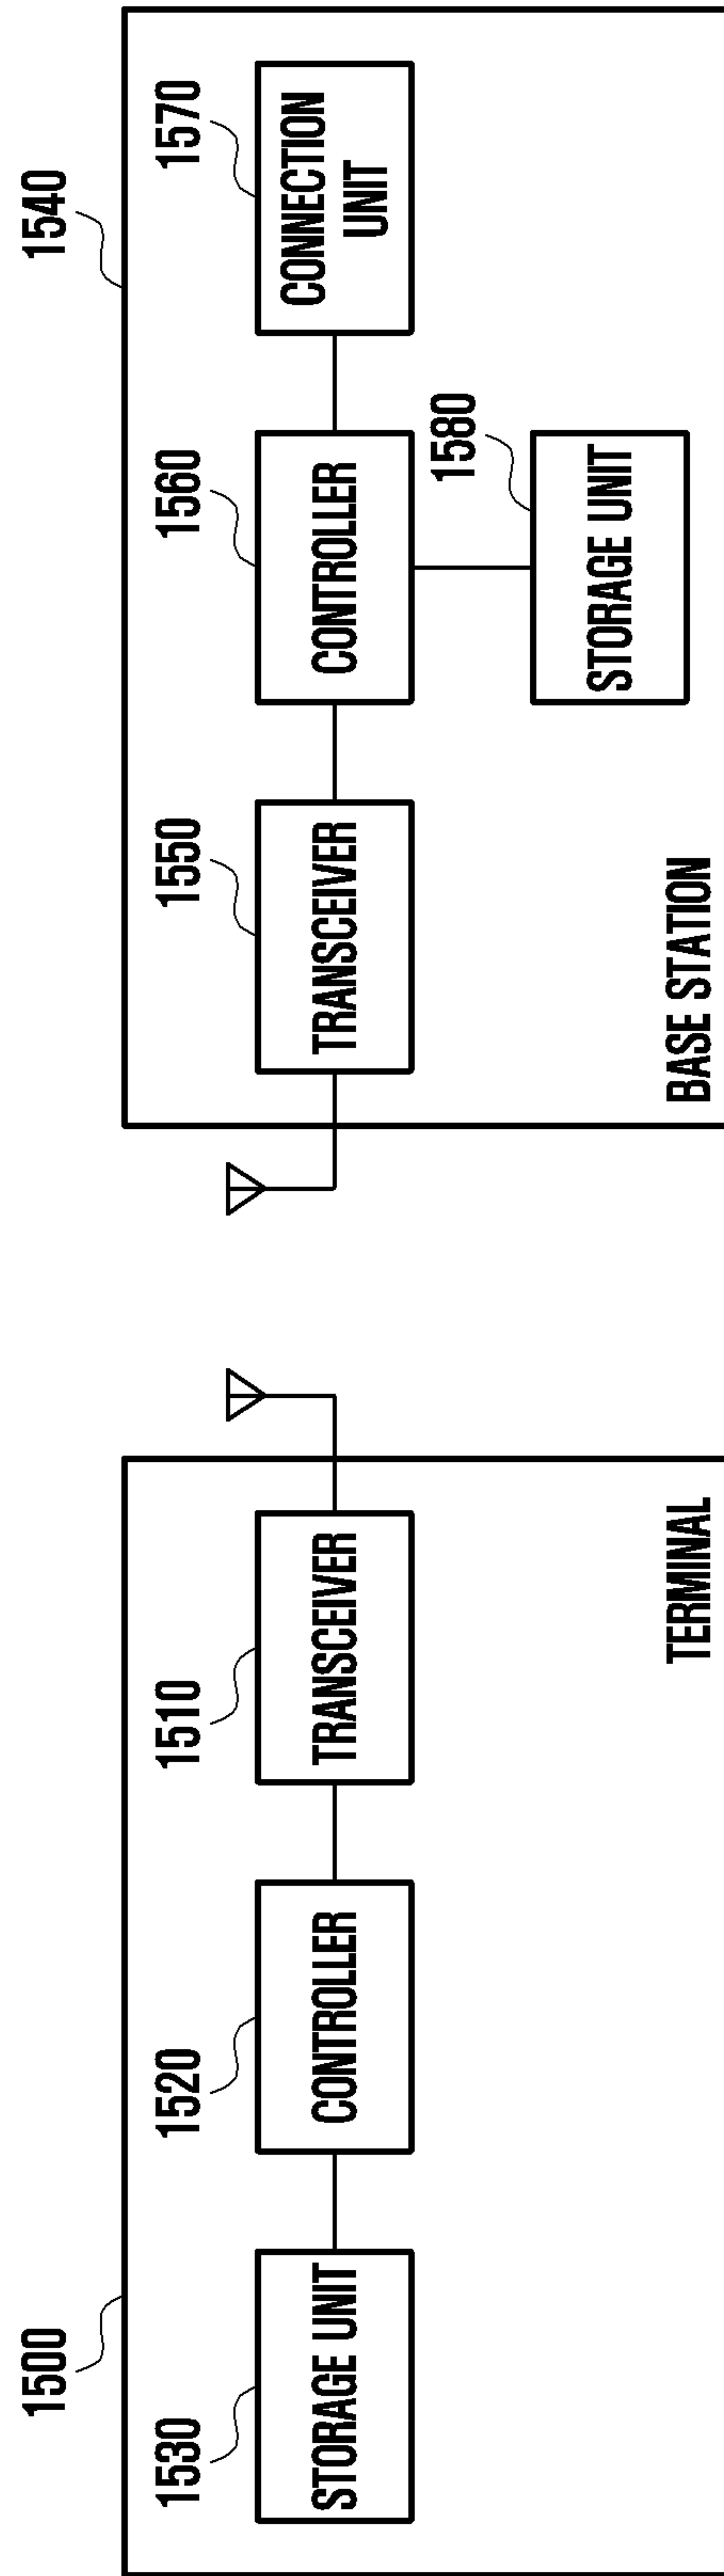 1500
1530
STORAGE UNIT
1520
CONTROLLER
1510
TRANSCEIVER
TERMINAL
1540
1550
TRANSCEIVER
1560
CONTROLLER
1570
CONNECTION
UNIT
1580
STORAGE UNIT
BASE STATION